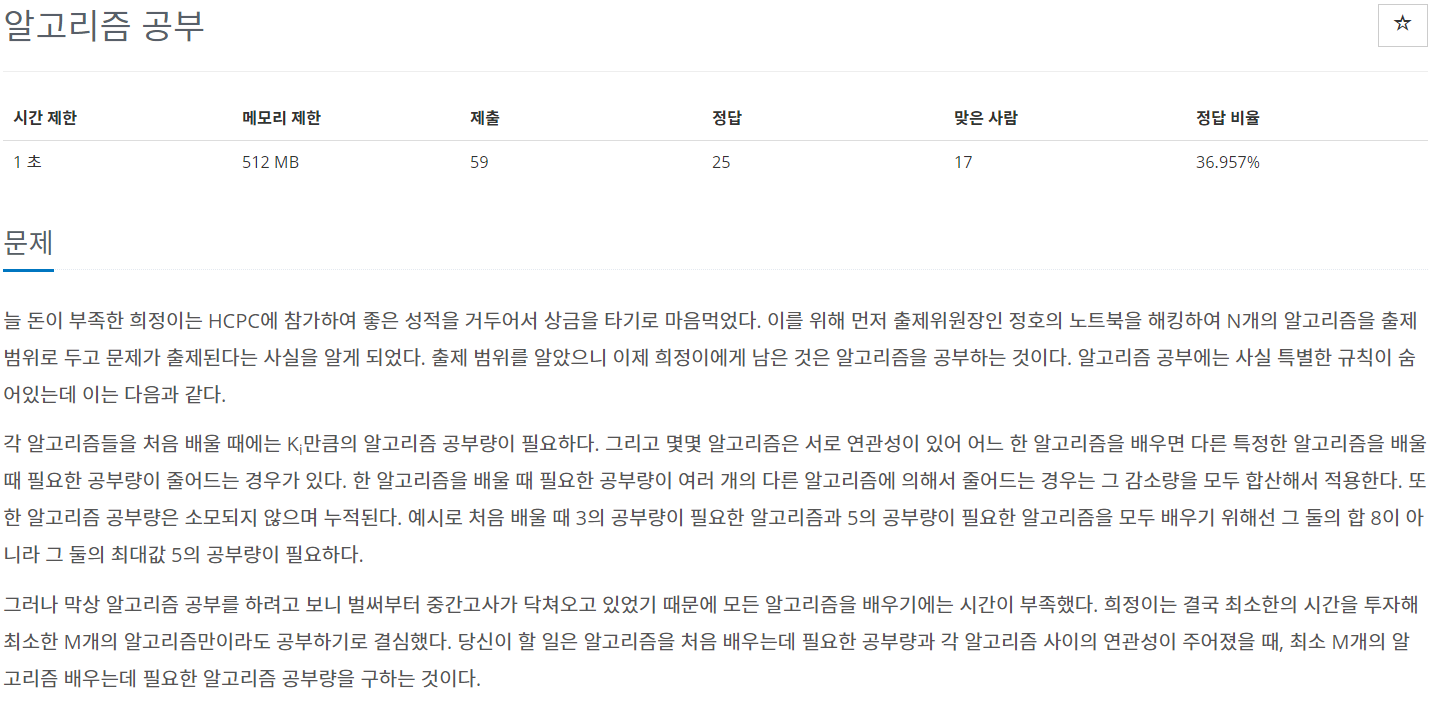 알고리즘 공부
☆
시간 제한 메모리 제한 제출 정답 맞은 사람 정답 비율
1 초 512 MB 59 25 17 36.957%
문제
늘 돈이 부족한 희정이는 HCPC에 참가하여 좋은 성적을 거두어서 상금을 타기로 마음먹었다. 이를 위해 먼저 출제위원장인 정호의 노트북을 해킹하여 N개의 알고리즘을 출제
범위로 두고 문제가 출제된다는 사실을 알게 되었다. 출제 범위를 알았으니 이제 희정이에게 남은 것은 알고리즘을 공부하는 것이다. 알고리즘 공부에는 사실 특별한 규칙이 숨
어있는데 이는 다음과 같다.
각 알고리즘들을 처음 배울 때에는 Ki만큼의 알고리즘 공부량이 필요하다. 그리고 몇몇 알고리즘은 서로 연관성이 있어 어느 한 알고리즘을 배우면 다른 특정한 알고리즘을 배울
때 필요한 공부량이 줄어드는 경우가 있다. 한 알고리즘을 배울 때 필요한 공부량이 여러 개의 다른 알고리즘에 의해서 줄어드는 경우는 그 감소량을 모두 합산해서 적용한다. 또
한 알고리즘 공부량은 소모되지 않으며 누적된다. 예시로 처음 배울 때 3의 공부량이 필요한 알고리즘과 5의 공부량이 필요한 알고리즘을 모두 배우기 위해선 그 둘의 합 8이 아
니라 그 둘의 최대값 5의 공부량이 필요하다.
그러나 막상 알고리즘 공부를 하려고 보니 벌써부터 중간고사가 닥쳐오고 있었기 때문에 모든 알고리즘을 배우기에는 시간이 부족했다. 희정이는 결국 최소한의 시간을 투자해
최소한 M개의 알고리즘만이라도 공부하기로 결심했다. 당신이 할 일은 알고리즘을 처음 배우는데 필요한 공부량과 각 알고리즘 사이의 연관성이 주어졌을 때, 최소 M개의 알
고리즘 배우는데 필요한 알고리즘 공부량을 구하는 것이다.